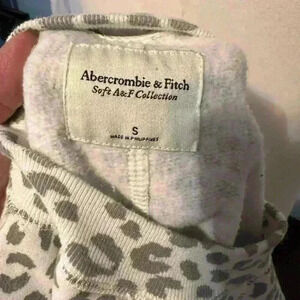 Abercrombie & Fitch
Soft A&F Collection
S
MADE IN PHILIPPINES